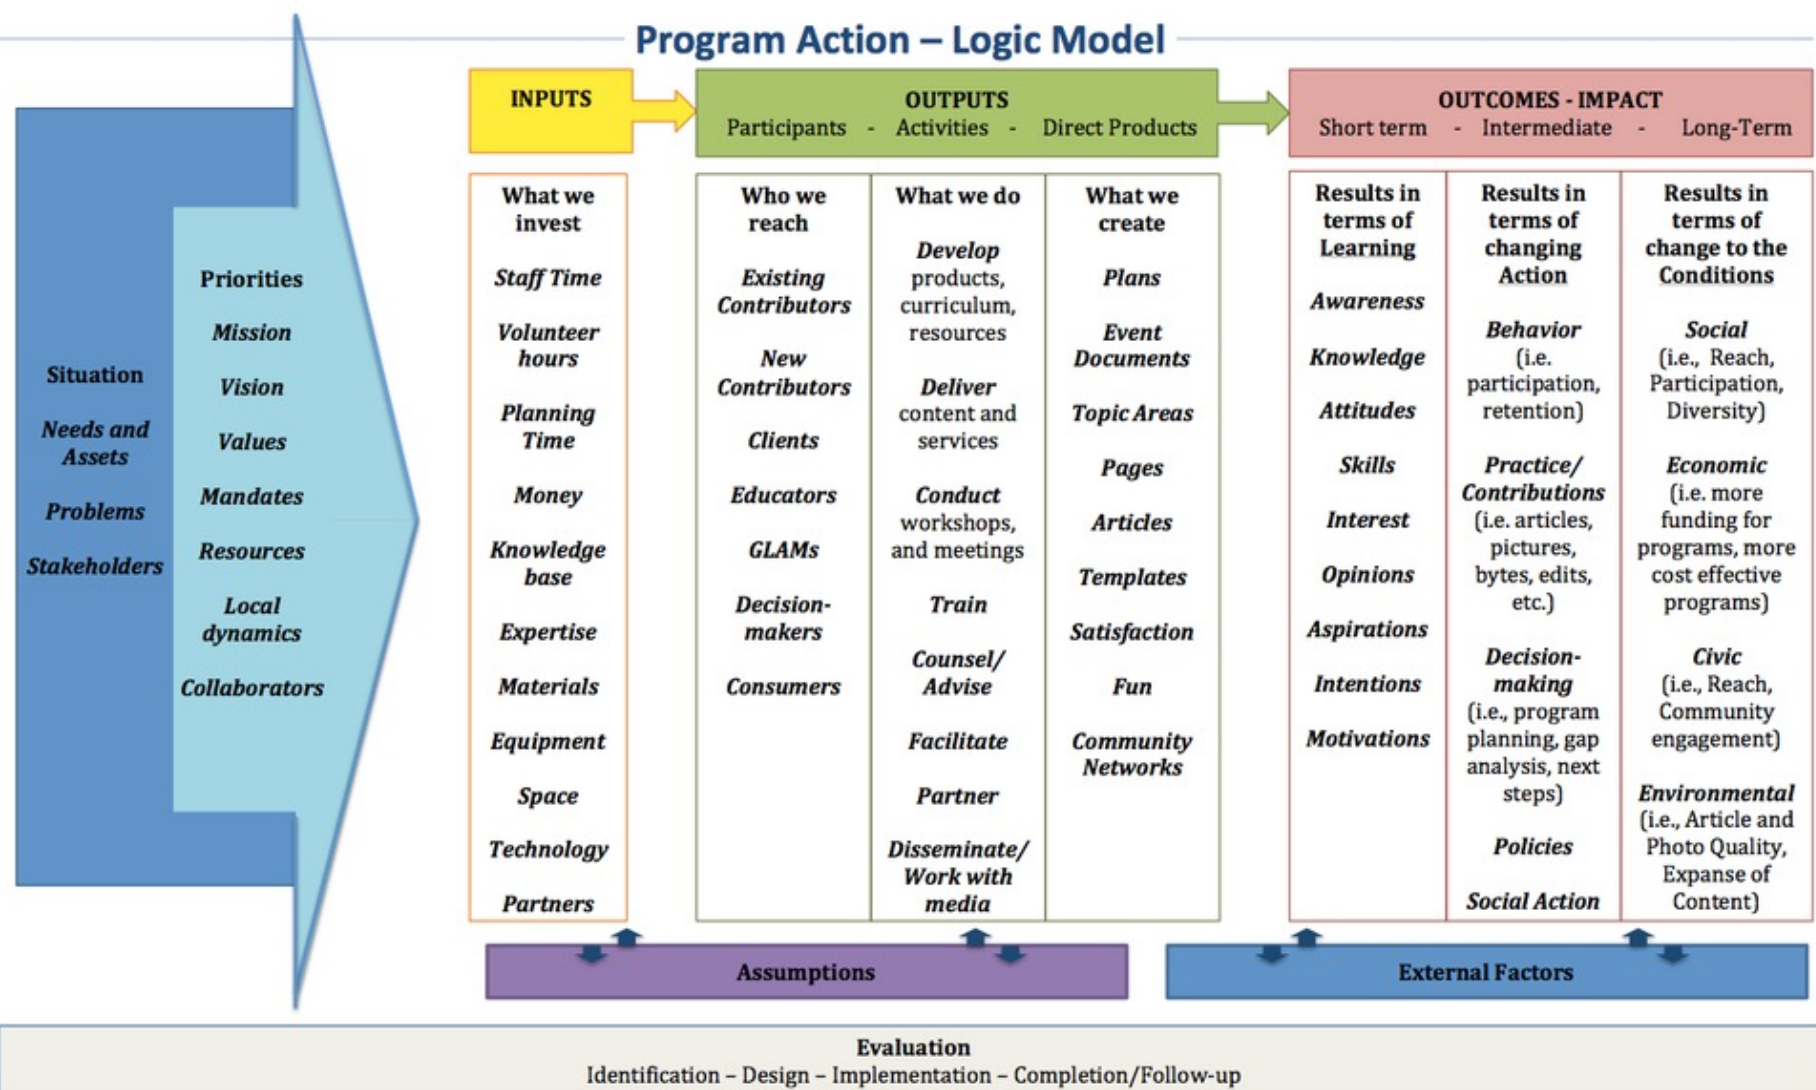 Program Action – Logic Model
Situation
Needs and
Assets
Problems
Stakeholders
Priorities
Mission
Vision
Values
Mandates
Resources
Local
dynamics
Collaborators
INPUTS
What we
invest
Staff Time
Volunteer
hours
Planning
Time
Money
Knowledge
base
Expertise
Materials
Equipment
Space
Technology
Partners
OUTPUTS
Participants - Activities - Direct Products
Who we
reach
Existing
Contributors
New
Contributors
Clients
Educators
GLAMs
Decision-
makers
Consumers
What we do
Develop
products,
curriculum,
resources
Deliver
content and
services
Conduct
workshops,
and meetings
Train
Counsel/
Advise
Facilitate
Partner
Disseminate/
Work with
media
What we
create
Plans
Event
Documents
Topic Areas
Pages
Articles
Templates
Satisfaction
Fun
Community
Networks
OUTCOMES - IMPACT
Short term - Intermediate - Long-Term
Results in
terms of
Learning
Awareness
Knowledge
Attitudes
Skills
Interest
Opinions
Aspirations
Intentions
Motivations
Results in
terms of
changing
Action
Behavior
(i.e.
participation,
retention)
Practice/
Contributions
(i.e. articles,
pictures,
bytes, edits,
etc.)
Decision-
making
(i.e., program
planning, gap
analysis, next
steps)
Policies
Social Action
Results in
terms of
change to the
Conditions
Social
(i.e., Reach,
Participation,
Diversity)
Economic
(i.e. more
funding for
programs, more
cost effective
programs)
Civic
(i.e., Reach,
Community
engagement)
Environmental
(i.e., Article and
Photo Quality,
Expanse of
Content)
Assumptions
External Factors
Evaluation
Identification – Design – Implementation – Completion/Follow-up